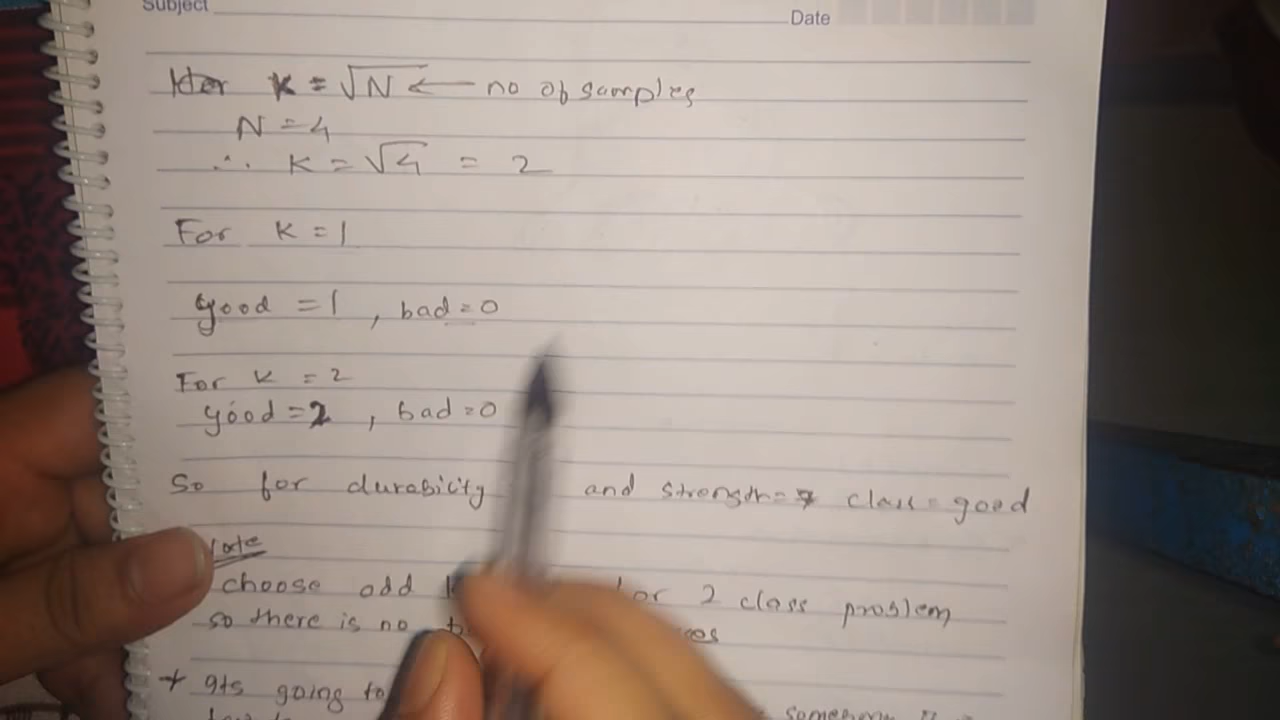 Subject Date
K = √N ← no of samples
N = 4
∴ K = √4 = 2
For K = 1
good = 1 , bad = 0
For K = 2
good = 2 , bad = 0
So for durability and strength = 7 class = good
Note
choose odd for 2 class problem
so there is no
+ Its going to